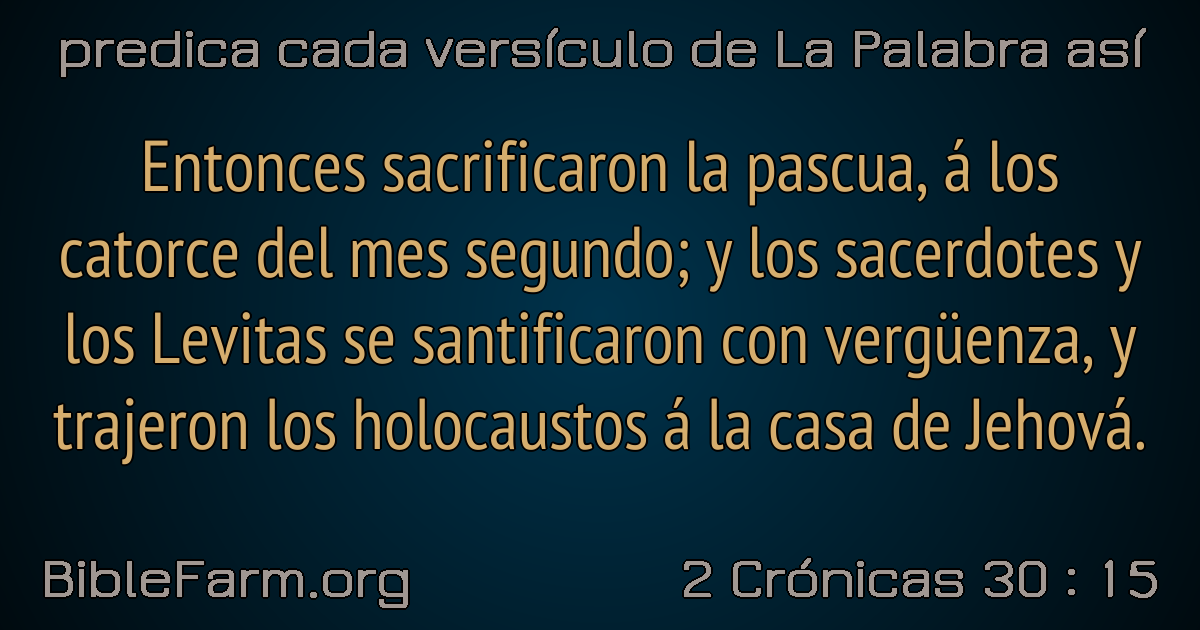 predica cada versículo de La Palabra así
Entonces sacrificaron la pascua, á los
catorce del mes segundo; y los sacerdotes y
los Levitas se santificaron con vergüenza, y
trajeron los holocaustos á la casa de Jehová.
BibleFarm.org
2 Crónicas 30 : 15